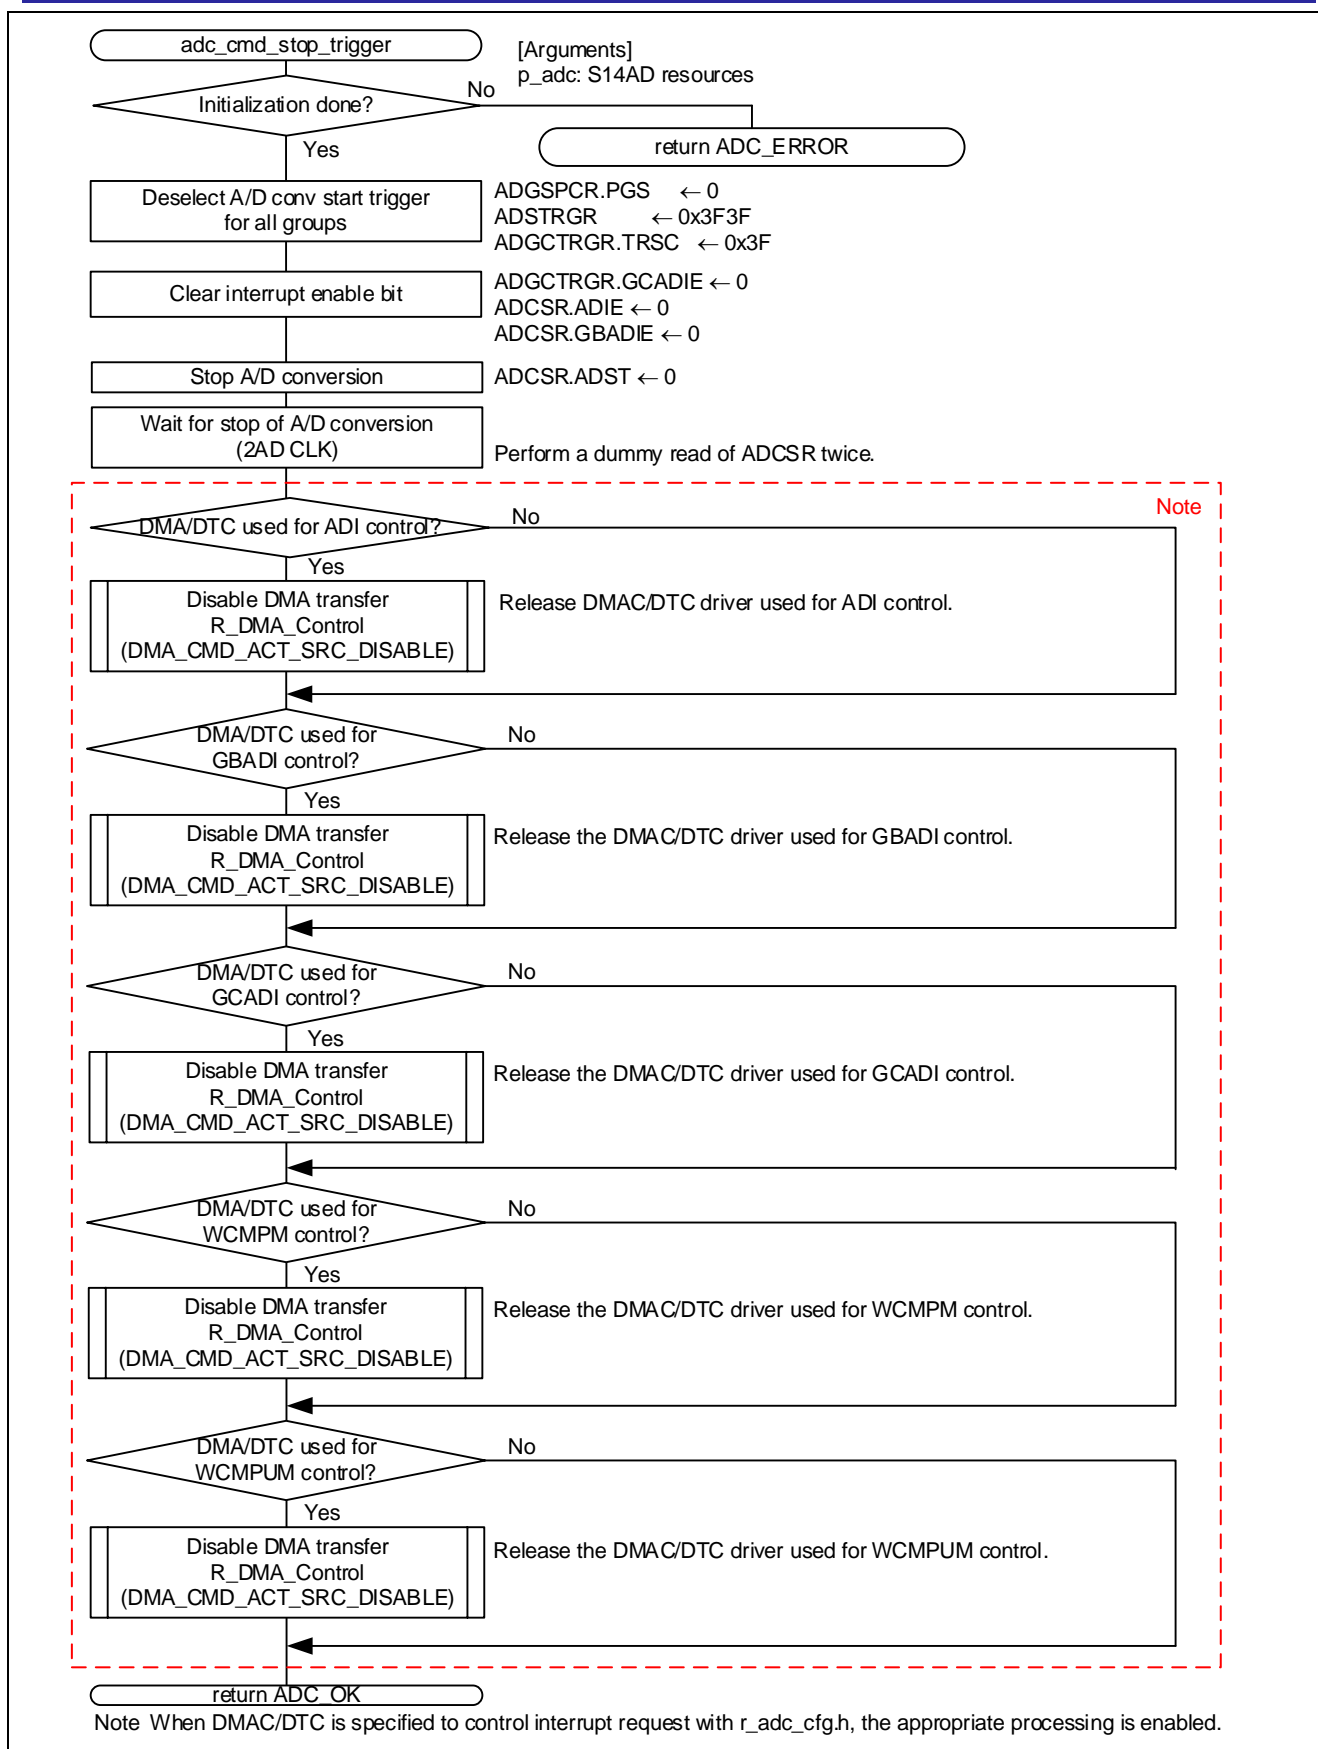 adc_cmd_stop_trigger
[Arguments]
p_adc: S14AD resources
Initialization done?
No
Yes
return ADC_ERROR
Deselect A/D conv start trigger
for all groups
ADGSPCR.PGS ← 0
ADSTRGR ← 0x3F3F
ADGCTRGR.TRSC ← 0x3F
Clear interrupt enable bit
ADGCTRGR.GCADIE ← 0
ADCSR.ADIE ← 0
ADCSR.GBADIE ← 0
Stop A/D conversion
ADCSR.ADST ← 0
Wait for stop of A/D conversion
(2AD CLK)
Perform a dummy read of ADCSR twice.
Note
DMA/DTC used for ADI control?
No
Yes
Disable DMA transfer
R_DMA_Control
(DMA_CMD_ACT_SRC_DISABLE)
Release DMAC/DTC driver used for ADI control.
DMA/DTC used for
GBADI control?
No
Yes
Disable DMA transfer
R_DMA_Control
(DMA_CMD_ACT_SRC_DISABLE)
Release the DMAC/DTC driver used for GBADI control.
DMA/DTC used for
GCADI control?
No
Yes
Disable DMA transfer
R_DMA_Control
(DMA_CMD_ACT_SRC_DISABLE)
Release the DMAC/DTC driver used for GCADI control.
DMA/DTC used for
WCMPM control?
No
Yes
Disable DMA transfer
R_DMA_Control
(DMA_CMD_ACT_SRC_DISABLE)
Release the DMAC/DTC driver used for WCMPM control.
DMA/DTC used for
WCMPUM control?
No
Yes
Disable DMA transfer
R_DMA_Control
(DMA_CMD_ACT_SRC_DISABLE)
Release the DMAC/DTC driver used for WCMPUM control.
return ADC_OK
Note When DMAC/DTC is specified to control interrupt request with r_adc_cfg.h, the appropriate processing is enabled.